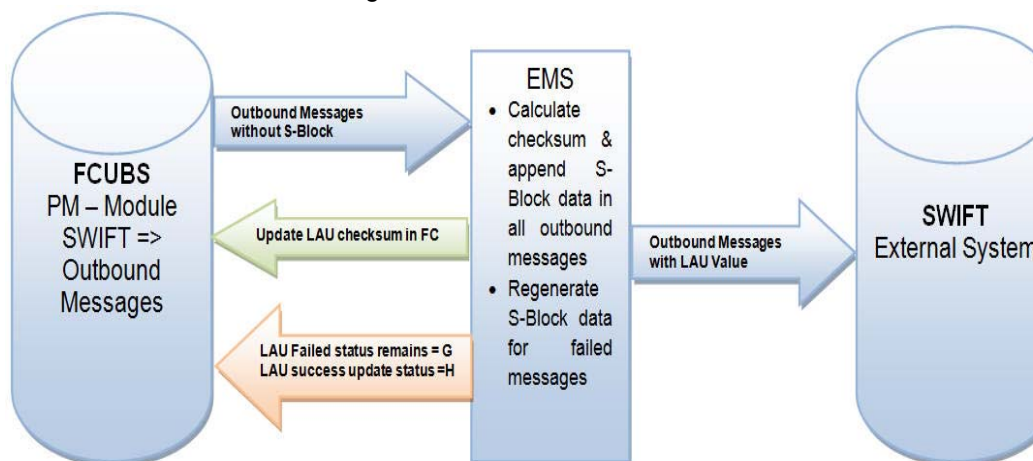 FCUBS
PM – Module
SWIFT =>
Outbound
Messages
Outbound Messages
without S-Block
Update LAU checksum in FC
LAU Failed status remains = G
LAU success update status =H
EMS
• Calculate
checksum &
append S-
Block data in
all outbound
messages
• Regenerate
S-Block data
for failed
messages
Outbound Messages
with LAU Value
SWIFT
External System